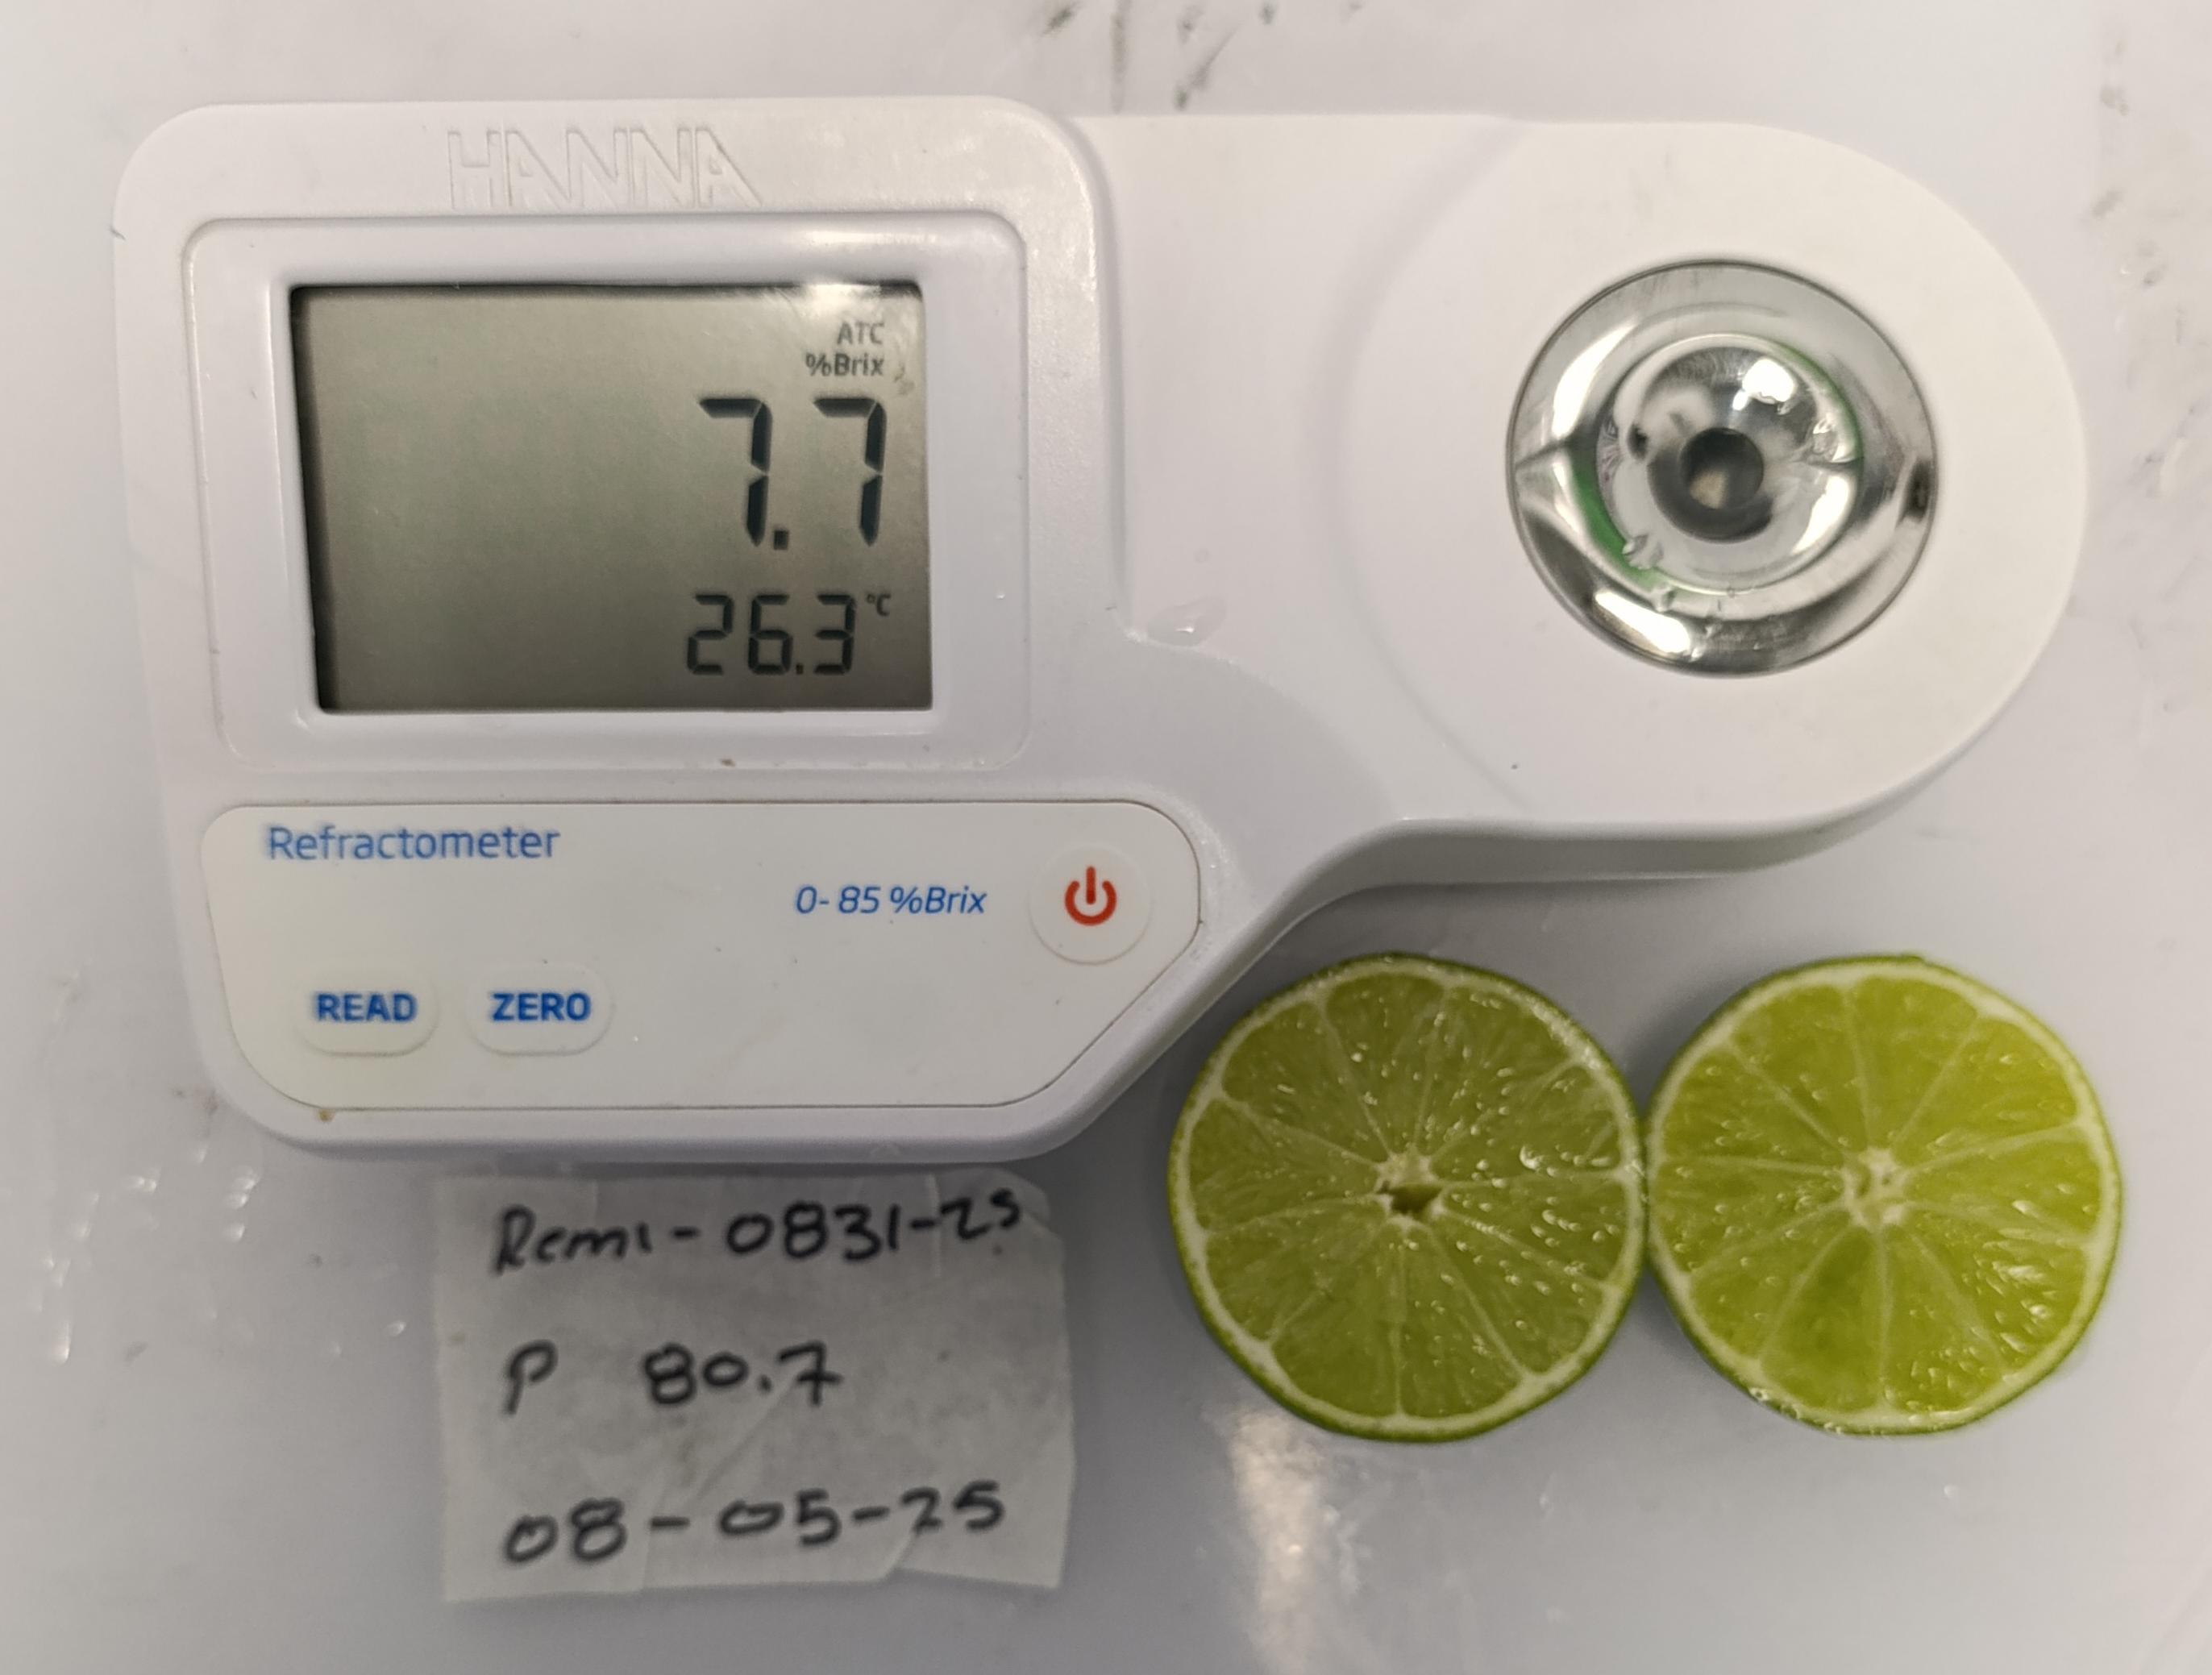 HANNA
ATC
%Brix
7.7
26.3 °C
Refractometer
0-85 %Brix
READ ZERO
Remi-0831-25
P 80.7
08-05-25